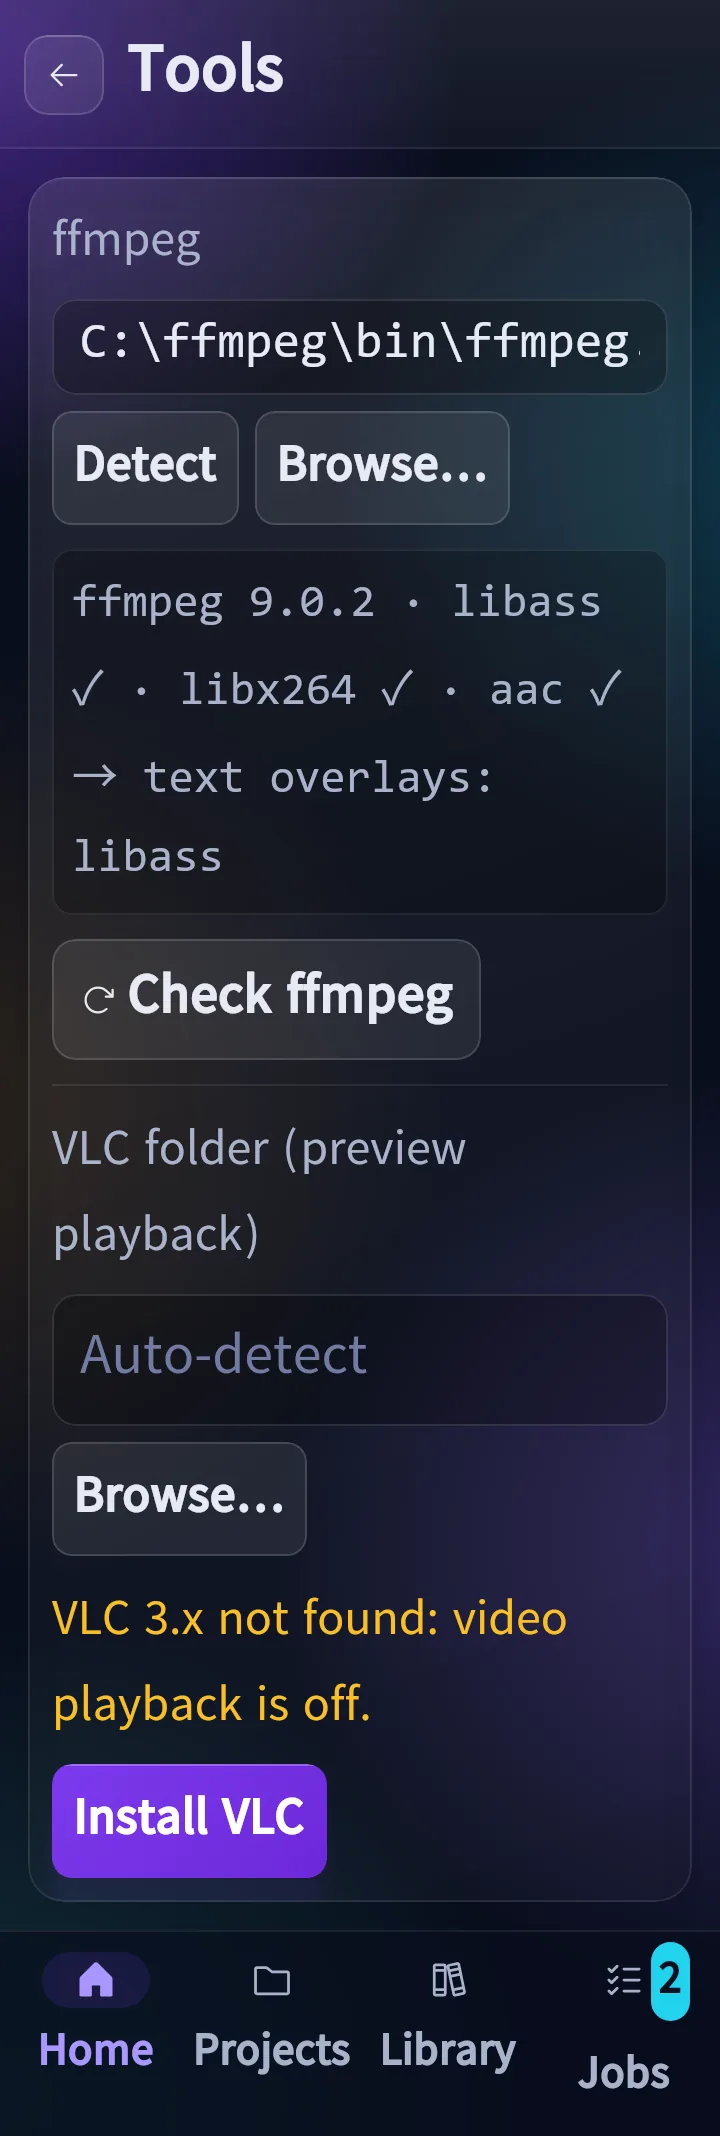 Tools
ffmpeg
C:\ffmpeg\bin\ffmpeg.
Detect Browse...
ffmpeg 9.0.2 · libass
✓ · libx264 ✓ · aac ✓
→ text overlays:
libass
Check ffmpeg
VLC folder (preview
playback)
Auto-detect
Browse...
VLC 3.x not found: video
playback is off.
Install VLC
2
Home Projects Library Jobs